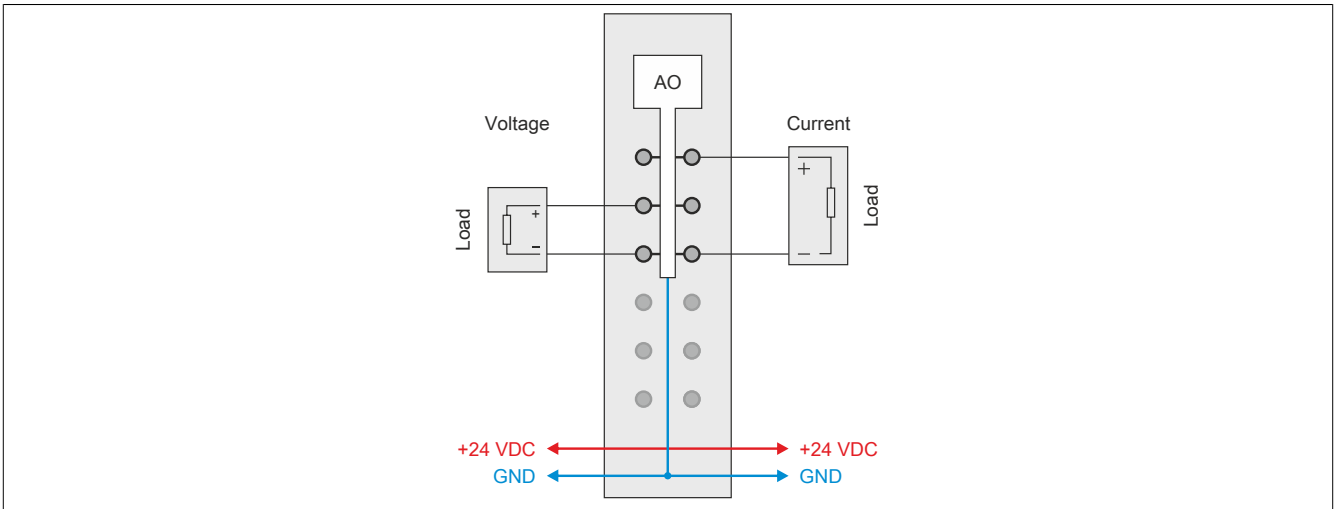 AO
Voltage
Current
+
+
Load
Load
–
–
+24 VDC
+24 VDC
GND
GND